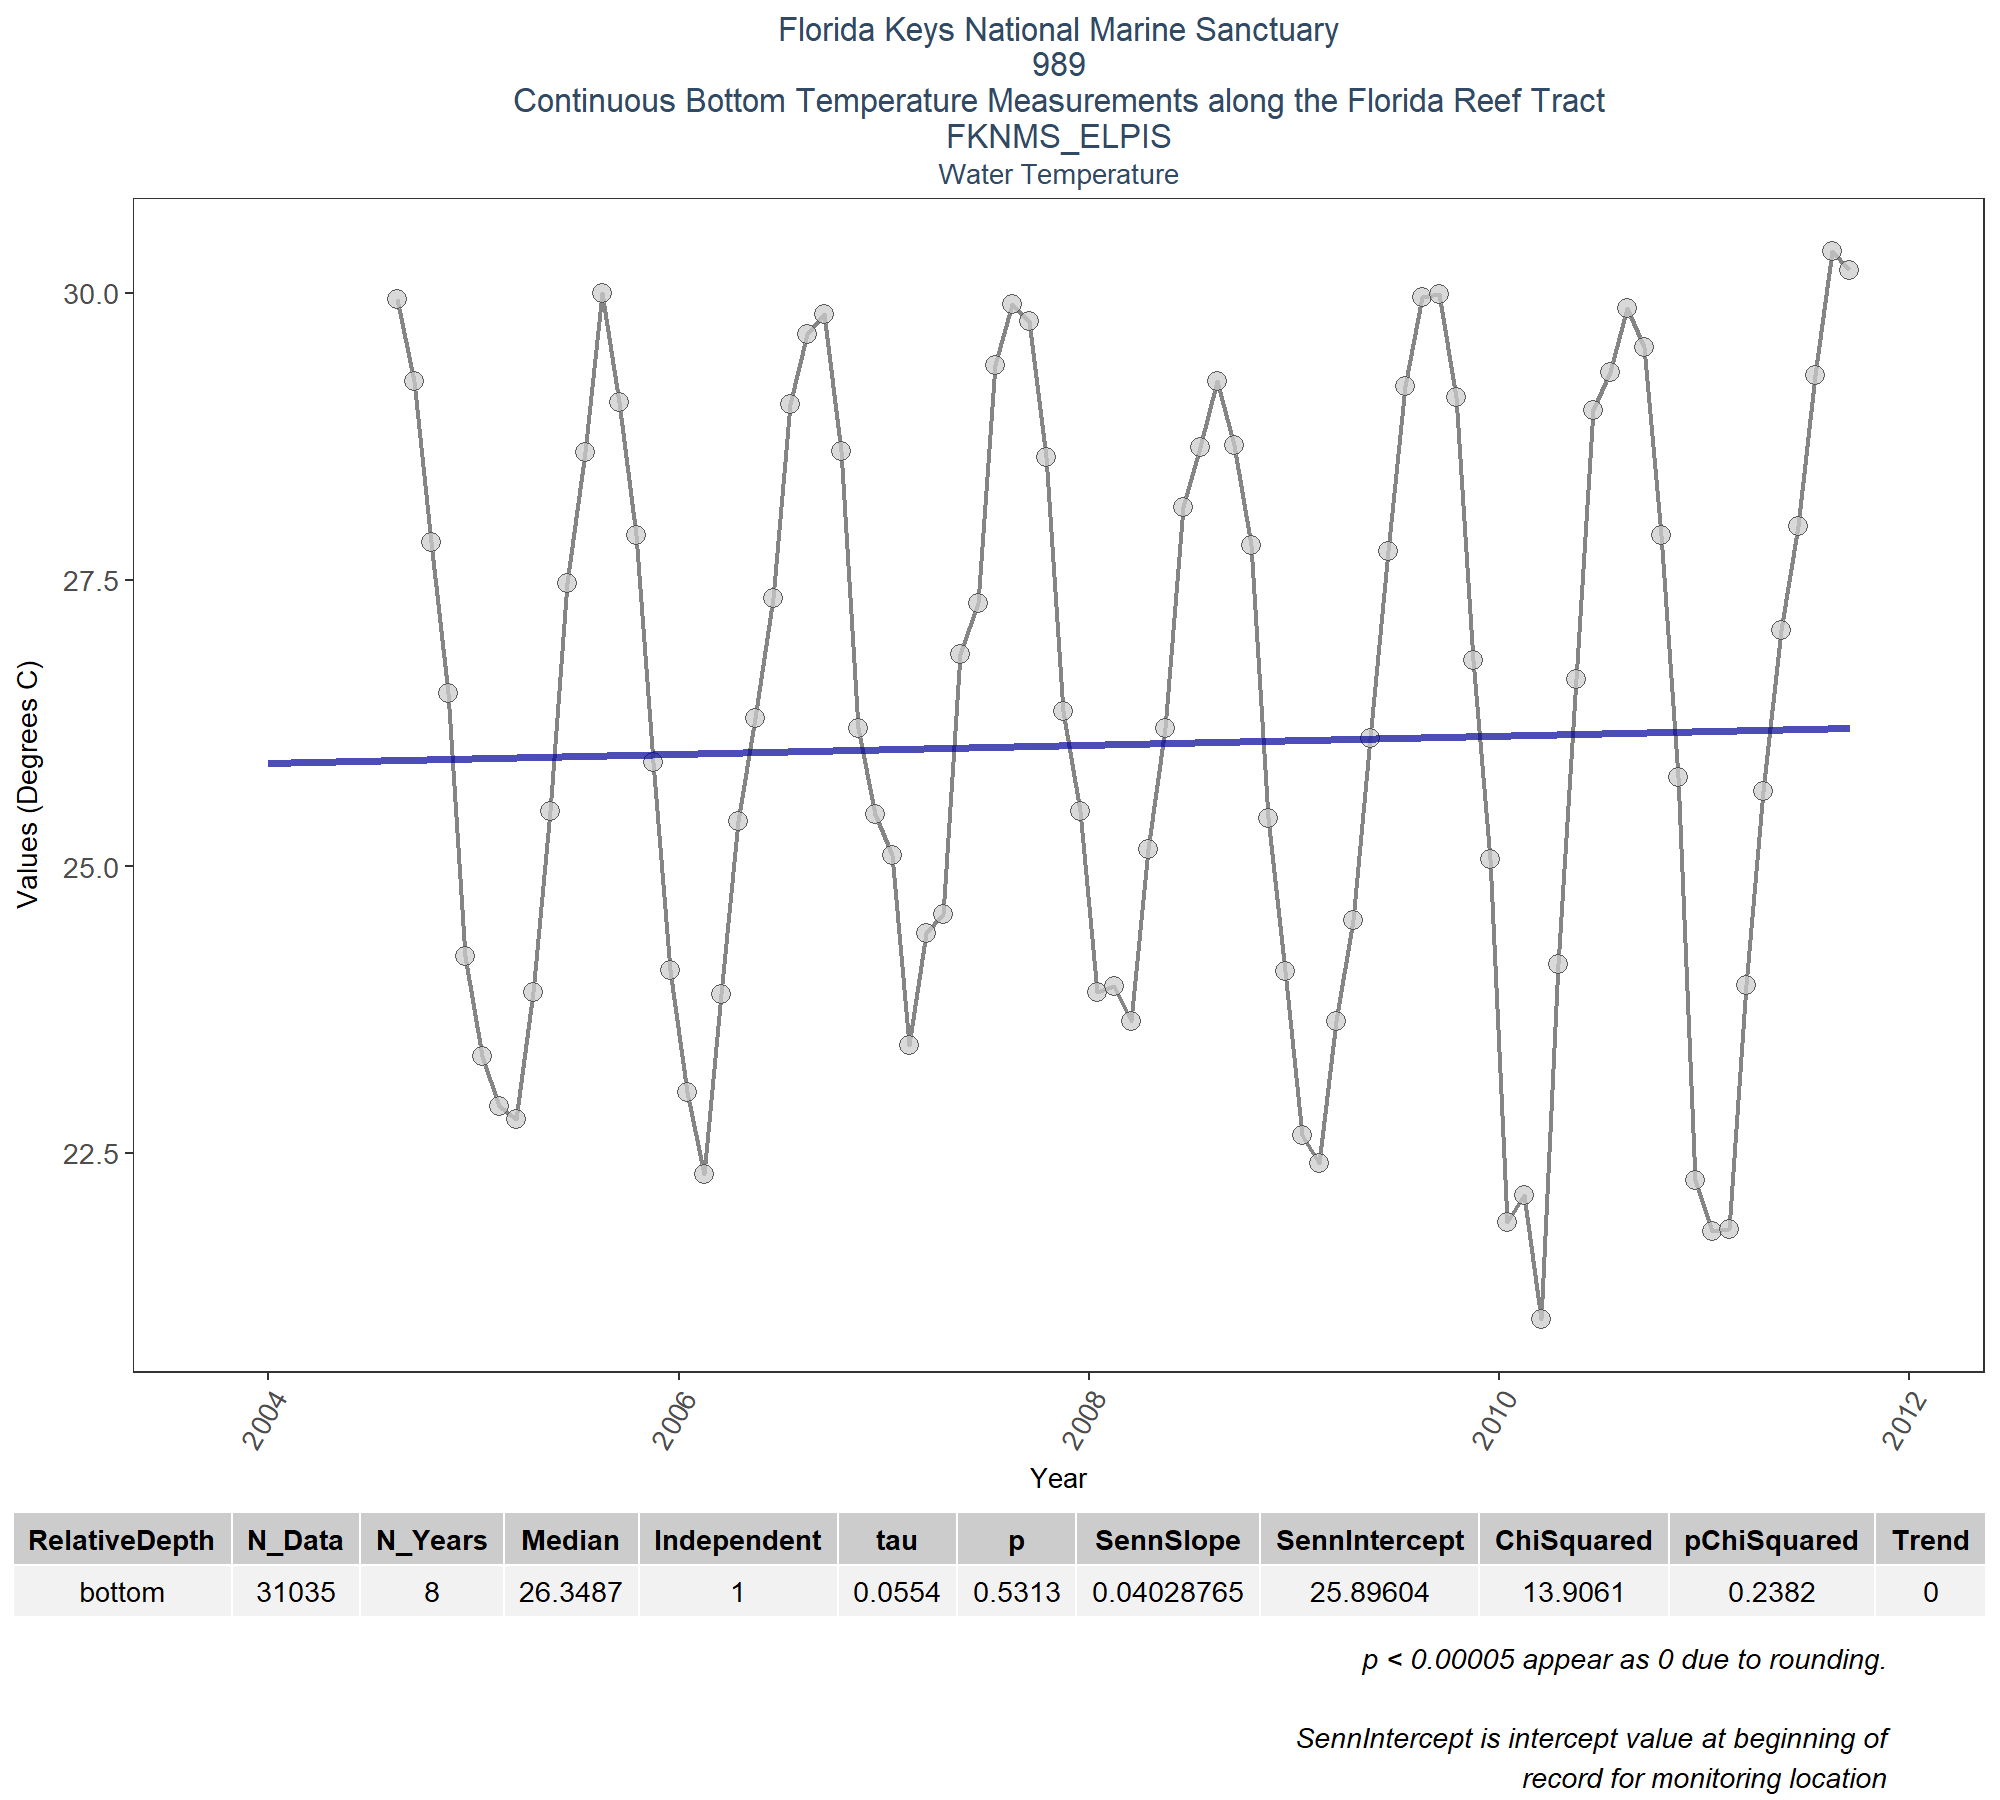 Florida Keys National Marine Sanctuary
989
Continuous Bottom Temperature Measurements along the Florida Reef Tract
FKNMS_ELPIS
Water Temperature
Values (Degrees C)
30.0
27.5
25.0
22.5
2004 2006 2008 2010 2012
Year
RelativeDepth N_Data N_Years Median Independent tau p SennSlope SennIntercept ChiSquared pChiSquared Trend
bottom 31035 8 26.3487 1 0.0554 0.5313 0.04028765 25.89604 13.9061 0.2382 0
p < 0.00005 appear as 0 due to rounding.
SennIntercept is intercept value at beginning of
record for monitoring location